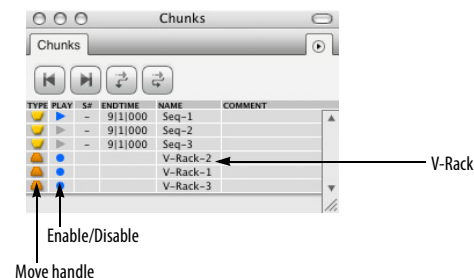 Chunks
Chunks
TYPE PLAY S# ENDTIME NAME COMMENT
– 9|1|000 Seq-1
– 9|1|000 Seq-2
– 9|1|000 Seq-3
V-Rack-2
V-Rack-1
V-Rack-3
V-Rack
Enable/Disable
Move handle